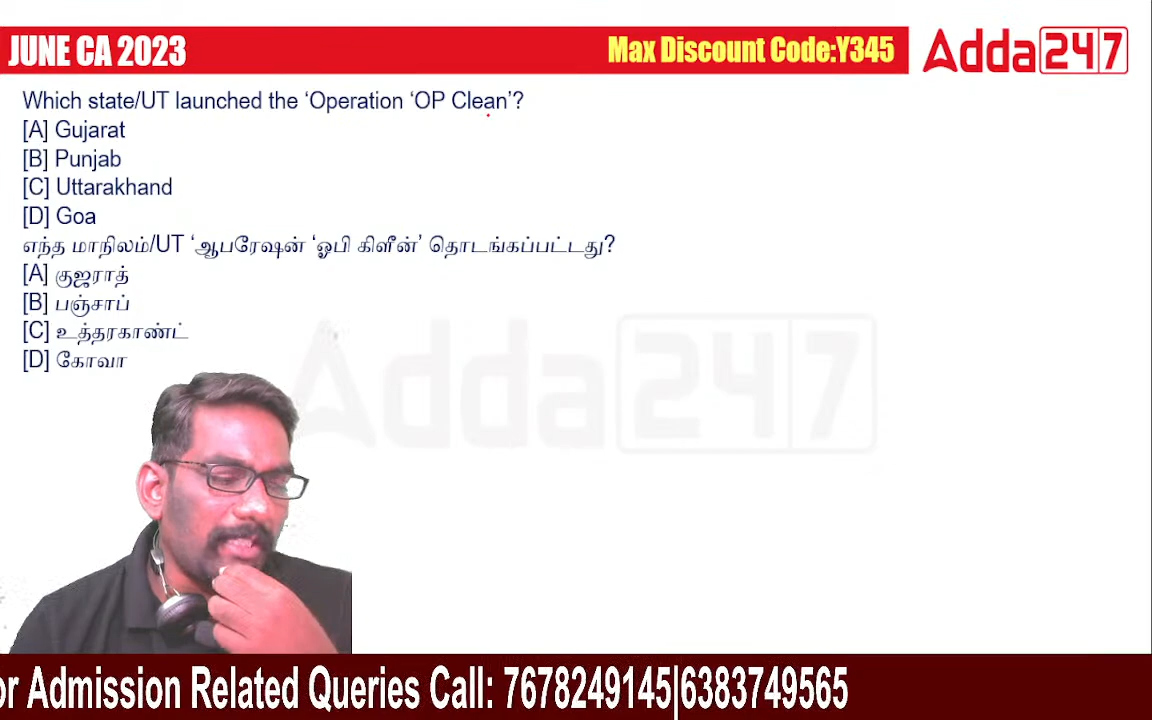 JUNE CA 2023
Max Discount Code:Y345
Adda247
Which state/UT launched the ‘Operation ‘OP Clean’?
[A] Gujarat
[B] Punjab
[C] Uttarakhand
[D] Goa
எந்த மாநிலம்/UT ‘ஆபரேஷன் ‘ஓபி கிளீன்’ தொடங்கப்பட்டது?
[A] குஜராத்
[B] பஞ்சாப்
[C] உத்தரகாண்ட்
[D] கோவா
Adda247
or Admission Related Queries Call: 7678249145|6383749565